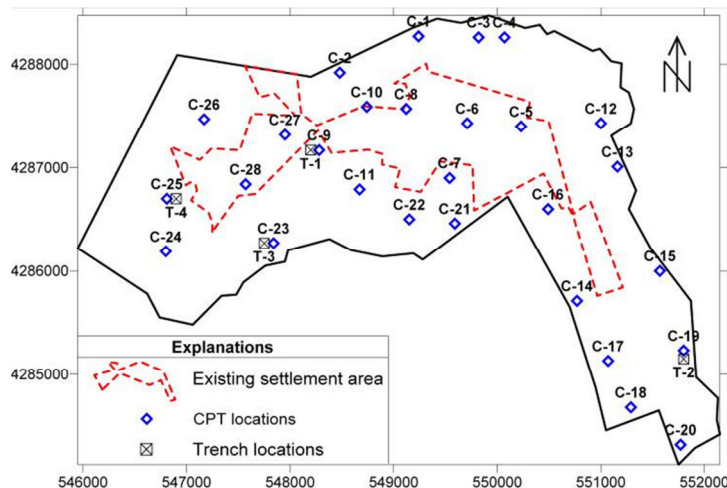 C-1
C-3
C-4
C-2
4288000
C-10
C-8
C-26
C-6
C-5
C-12
C-27
C-9
T-1
4287000
C-13
C-7
C-28
C-11
C-25
T-4
C-16
C-22
C-21
C-23
T-3
C-24
4286000
C-15
C-14
C-19
T-2
C-17
4285000
C-18
C-20
Explanations
Existing settlement area
CPT locations
Trench locations
N
546000 547000 548000 549000 550000 551000 552000